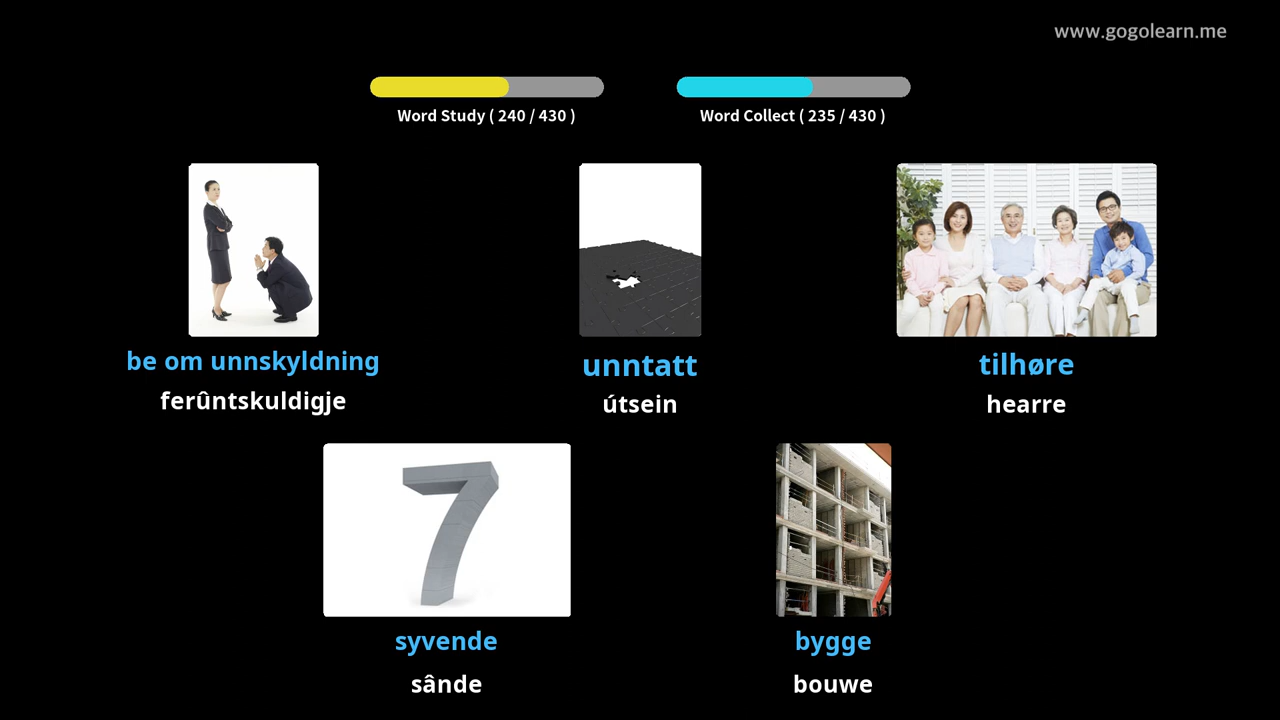 www.gogolearn.me
Word Study ( 240 / 430 )
Word Collect ( 235 / 430 )
be om unnskyldning
ferûntskuldigje
unntatt
útsein
tilhøre
hearre
syvende
sânde
bygge
bouwe